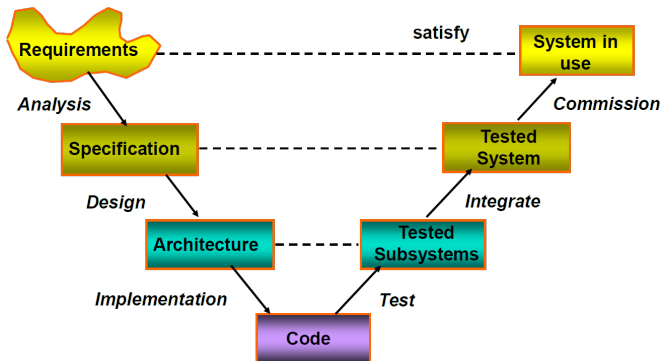 Requirements
satisfy
System in
use
Analysis
Commission
Specification
Tested
System
Design
Integrate
Architecture
Tested
Subsystems
Implementation
Test
Code